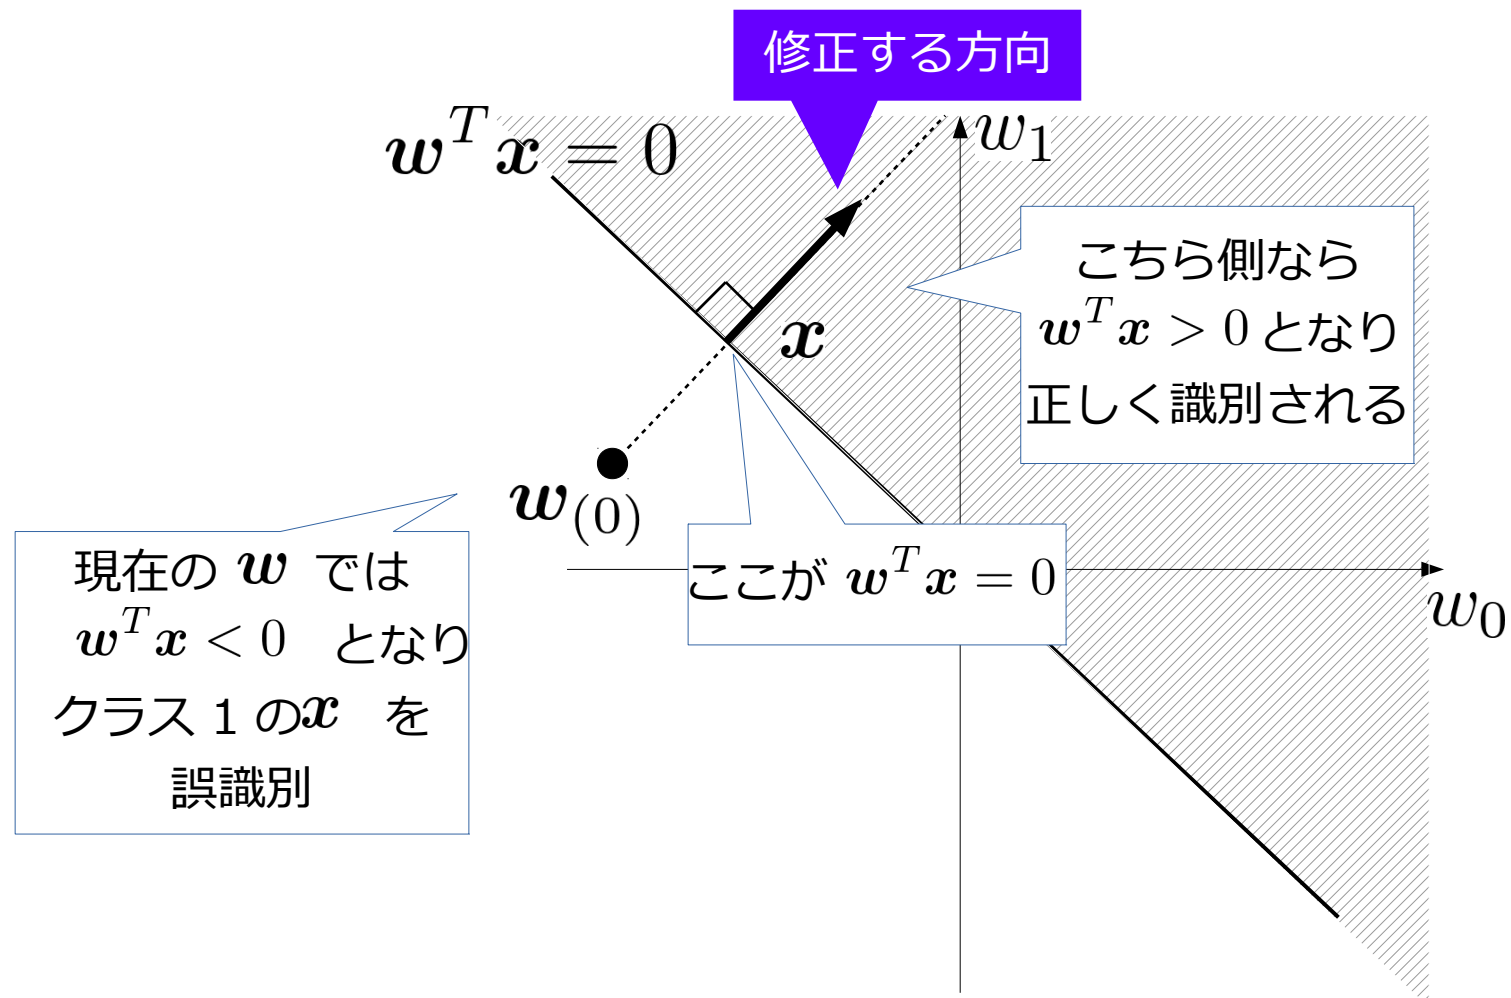 修正する方向
w^T x = 0
w_1
こちら側なら
w^T x > 0 となり
正しく識別される
x
w_(0)
ここが w^T x = 0
w_0
現在の w では
w^T x < 0 となり
クラス 1 の x を
誤識別